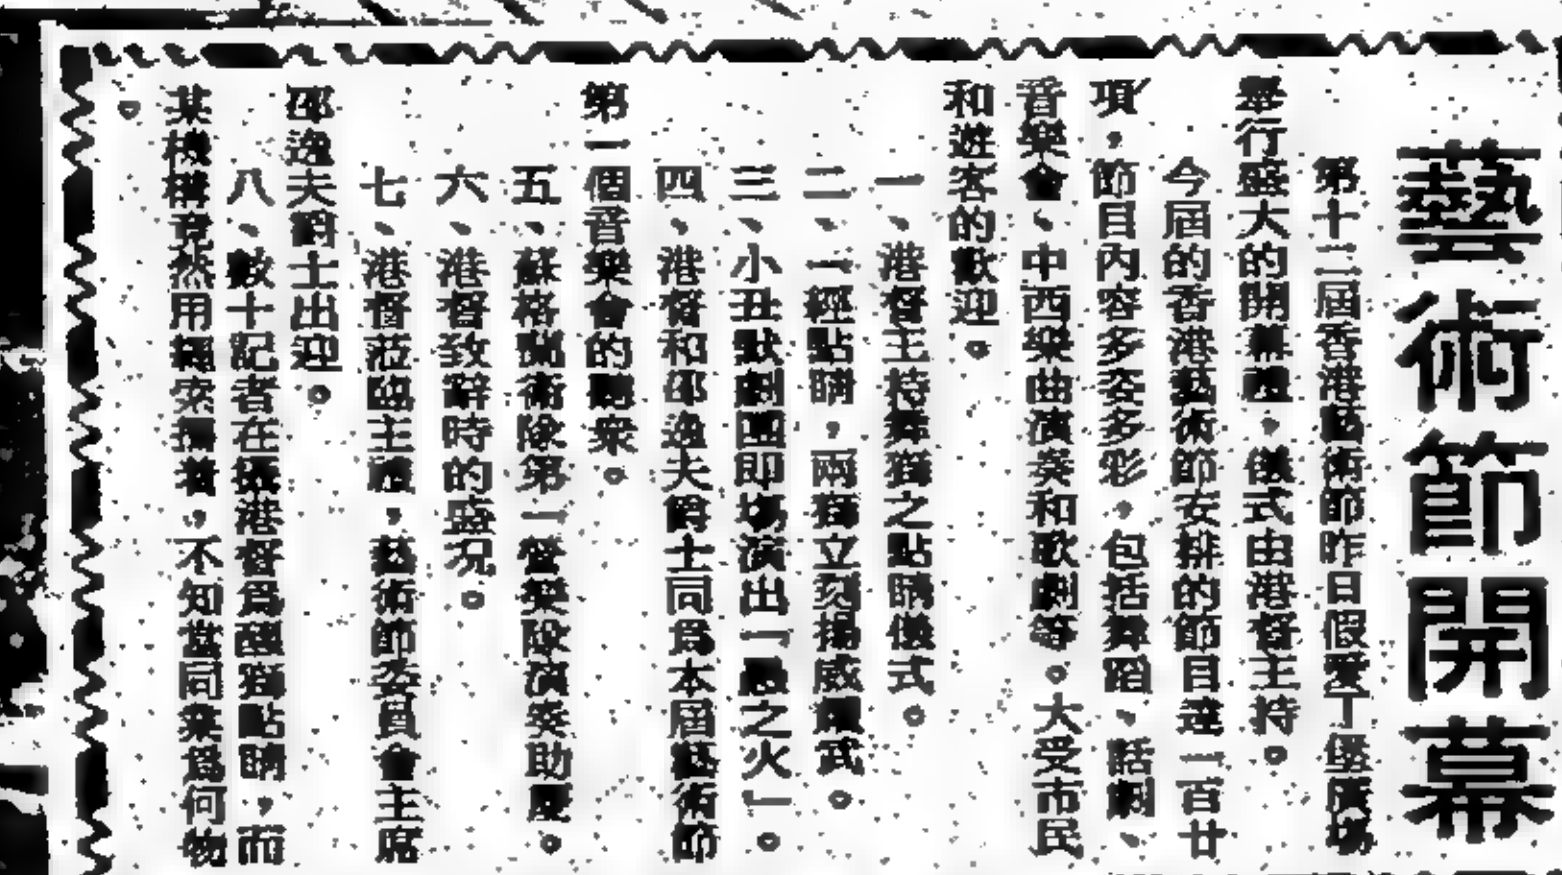 藝術節開幕
第十三屆香港藝術節昨日假愛丁堡廣場
舉行盛大的開幕禮，儀式由港督主持。
今屆的香港藝術節安排的節目達一百廿
項，節目內容多姿多彩，包括舞蹈、話劇、
音樂會、中西樂曲演奏和歌劇等。大受市民
和遊客的歡迎。
一、港督主持舞獅之點睛儀式。
二、一經點睛，兩獅立刻揚威耀武。
三、小丑默劇團即場演出「愚之火」。
四、港督和邵逸夫爵士同為本屆藝術節
第一個音樂會的聽衆。
五、蘇格蘭衛隊第一營樂隊演奏助慶。
六、港督致辭時的盛況。
七、港督蒞臨主禮，藝術節委員會主席
邵逸夫爵士出迎。
八、數十記者在攝港督爲醒獅點睛，而
某機構竟然用繩索攔着，不知當同業爲何物
。